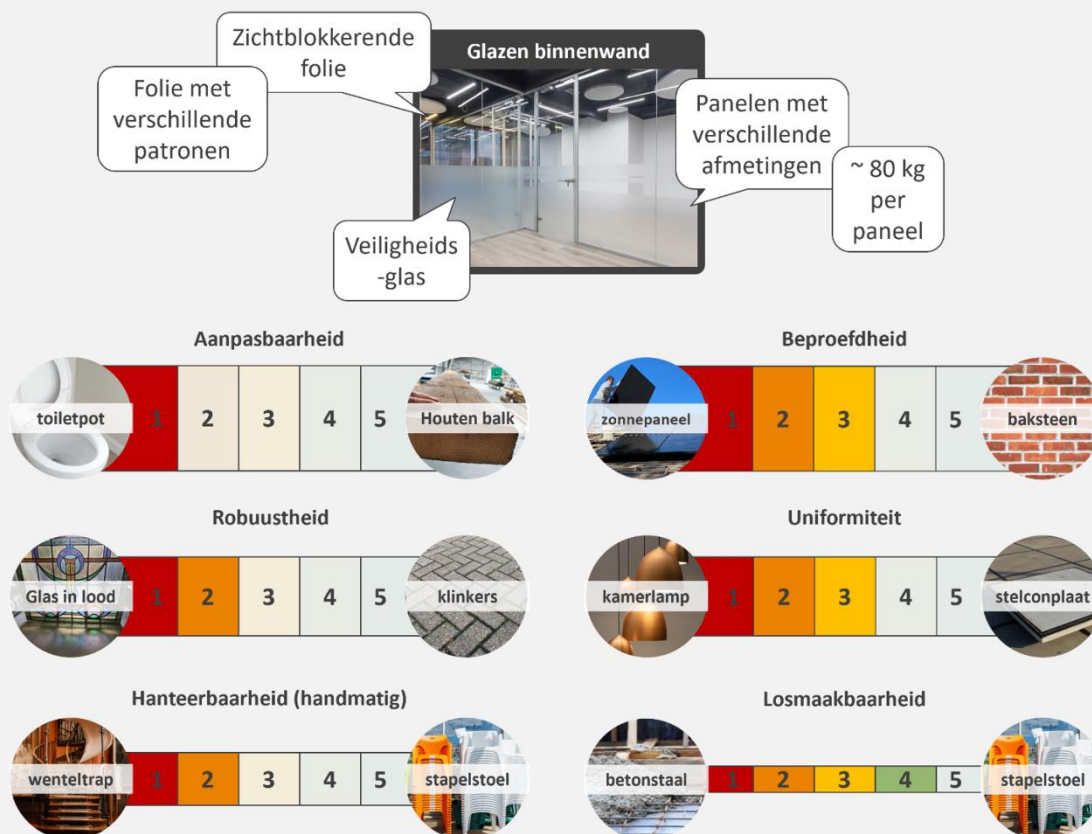 Zichtblokkerende
folie
Glazen binnenwand
Folie met
verschillende
patronen
Panelen met
verschillende
afmetingen
~ 80 kg
per
paneel
Veiligheids
-glas
Aanpasbaarheid
toiletpot 1 2 3 4 5 Houten balk
Beproefdheid
zonnepaneel 1 2 3 4 5 baksteen
Robuustheid
Glas in lood 1 2 3 4 5 klinkers
Uniformiteit
kamerlamp 1 2 3 4 5 stelconplaat
Hanteerbaarheid (handmatig)
wenteltrap 1 2 3 4 5 stapelstoel
Losmaakbaarheid
betonstaal 1 2 3 4 5 stapelstoel